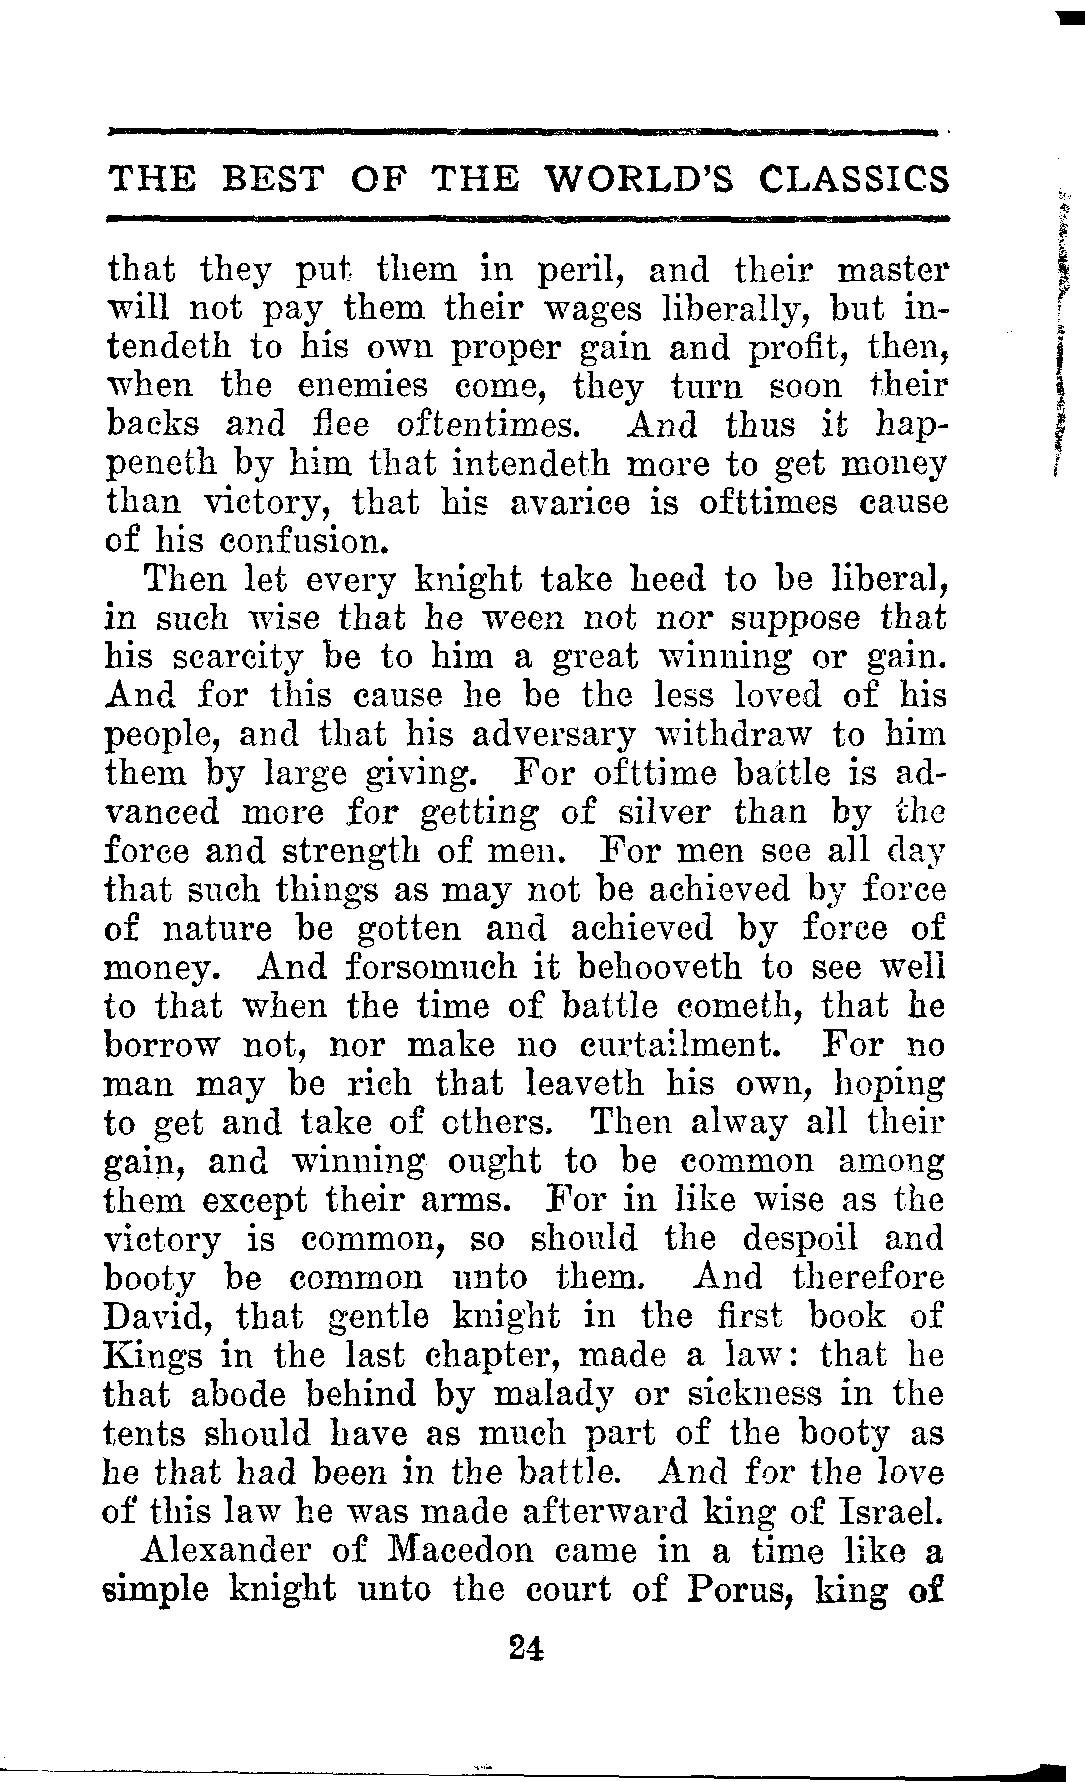 THE BEST OF THE WORLD'S CLASSICS
that they put them in peril, and their master
will not pay them their wages liberally, but in-
tendeth to his own proper gain and profit, then,
when the enemies come, they turn soon their
backs and flee oftentimes. And thus it hap-
peneth by him that intendeth more to get money
than victory, that his avarice is ofttimes cause
of his confusion.
Then let every knight take heed to be liberal,
in such wise that he ween not nor suppose that
his scarcity be to him a great winning or gain.
And for this cause he be the less loved of his
people, and that his adversary withdraw to him
them by large giving. For ofttime battle is ad-
vanced more for getting of silver than by the
force and strength of men. For men see all day
that such things as may not be achieved by force
of nature be gotten and achieved by force of
money. And forsomuch it behooveth to see well
to that when the time of battle cometh, that he
borrow not, nor make no curtailment. For no
man may be rich that leaveth his own, hoping
to get and take of others. Then alway all their
gain, and winning ought to be common among
them except their arms. For in like wise as the
victory is common, so should the despoil and
booty be common unto them. And therefore
David, that gentle knight in the first book of
Kings in the last chapter, made a law: that he
that abode behind by malady or sickness in the
tents should have as much part of the booty as
he that had been in the battle. And for the love
of this law he was made afterward king of Israel.
Alexander of Macedon came in a time like a
simple knight unto the court of Porus, king of
24